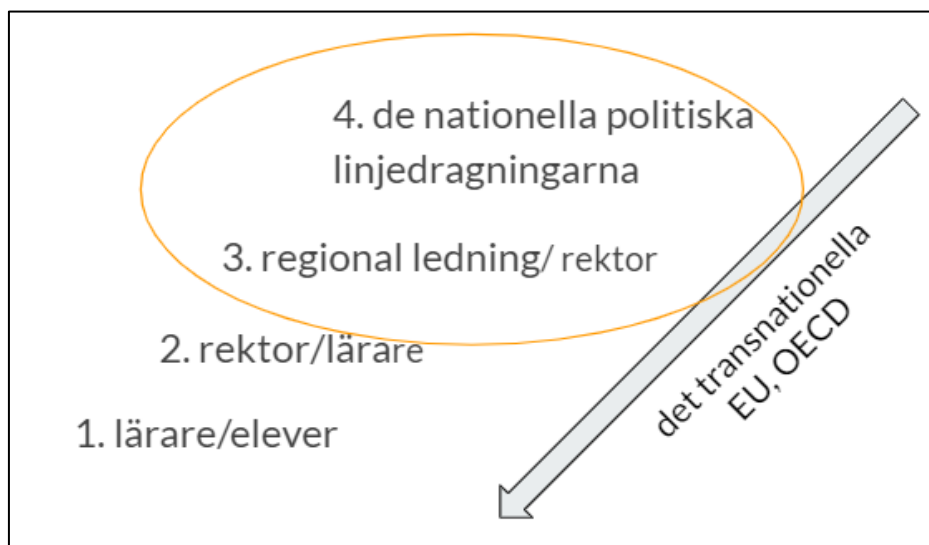 4. de nationella politiska
linjedragningarna
3. regional ledning/ rektor
2. rektor/lärare
1. lärare/elever
det transnationella
EU, OECD